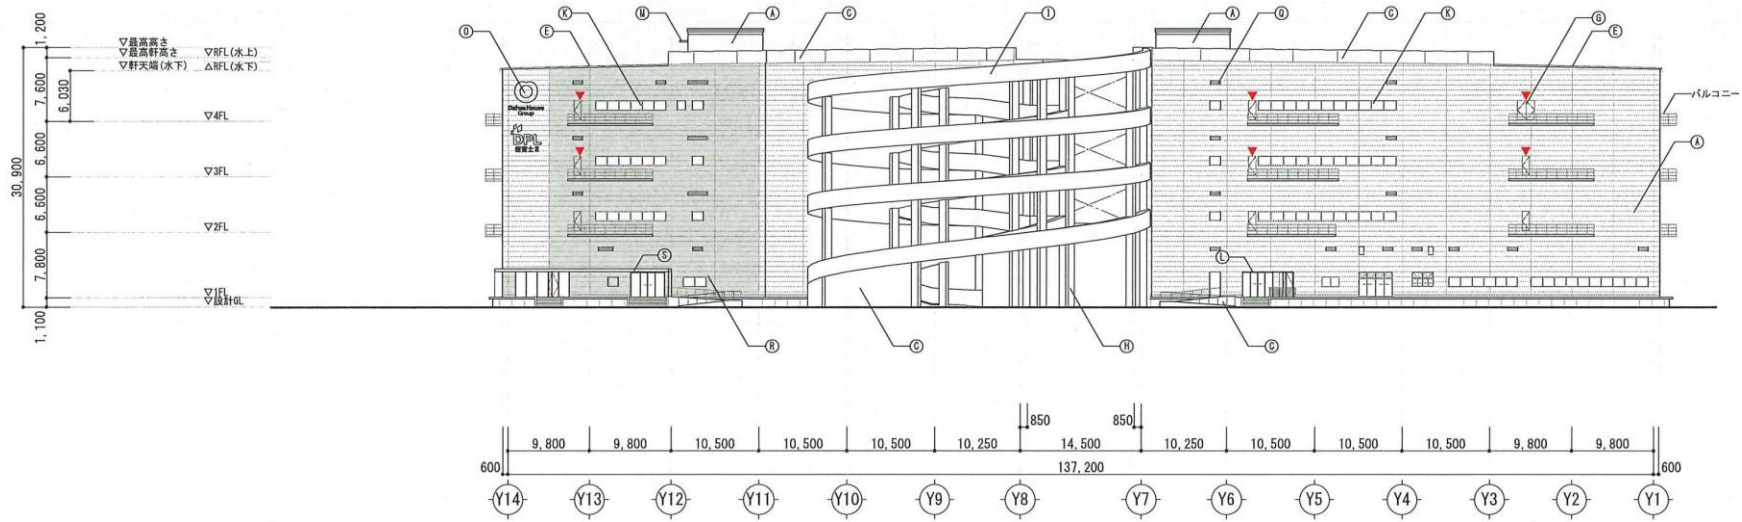 Ⓜ
Ⓚ
Ⓐ
Ⓒ
Ⓘ
Ⓐ
Ⓠ
Ⓒ
Ⓚ
Ⓖ
Ⓞ
Ⓔ
Ⓔ
1,200
▽最高高さ
▽最高軒高さ
▽RFL(水上)
▽軒天端(水下)
△RFL(水下)
7,600
6,030
Daiwa House
Group
バルコニー
▽4FL
DPL
6,600
Ⓐ
30,900
▽3FL
6,600
▽2FL
7,800
Ⓢ
Ⓛ
▽1FL
▽設計GL
1,100
Ⓡ
Ⓒ
Ⓗ
Ⓒ
850
850
9,800
9,800
10,500
10,500
10,500
10,250
14,500
10,250
10,500
10,500
10,500
9,800
9,800
600
137,200
600
Y14
Y13
Y12
Y11
Y10
Y9
Y8
Y7
Y6
Y5
Y4
Y3
Y2
Y1